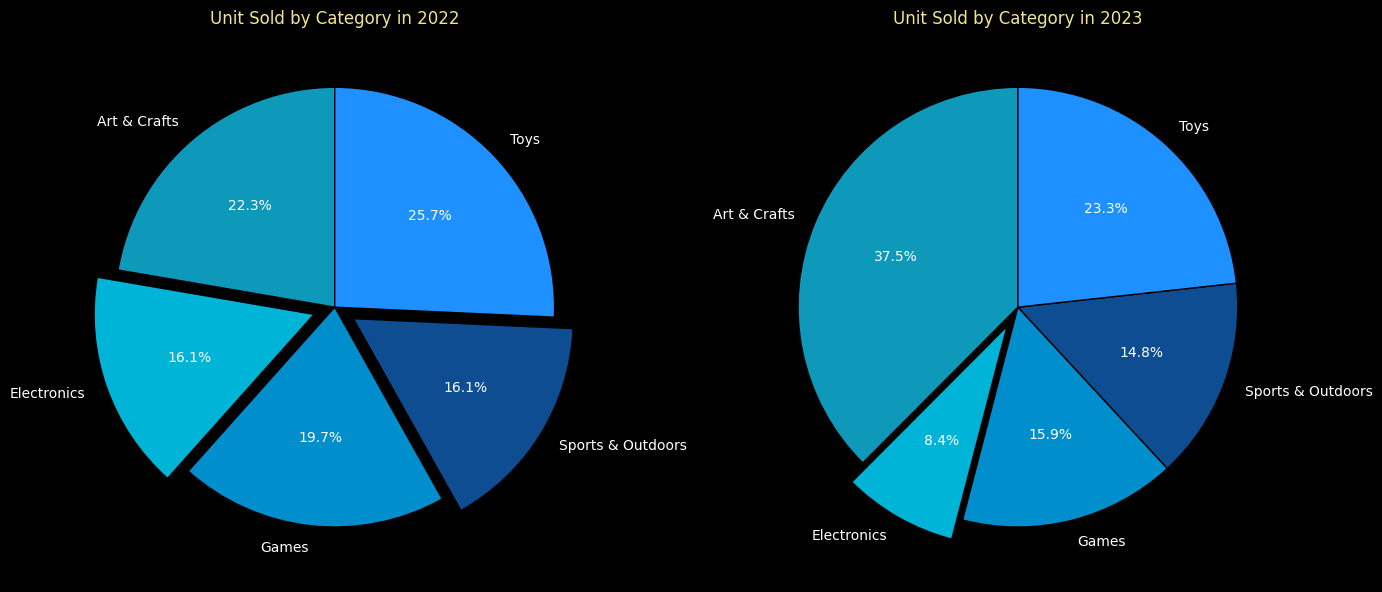 Unit Sold by Category in 2022
Art & Crafts
Toys
22.3%
25.7%
16.1%
16.1%
Electronics
19.7%
Sports & Outdoors
Games
Unit Sold by Category in 2023
Toys
Art & Crafts
23.3%
37.5%
14.8%
Sports & Outdoors
8.4%
15.9%
Electronics
Games